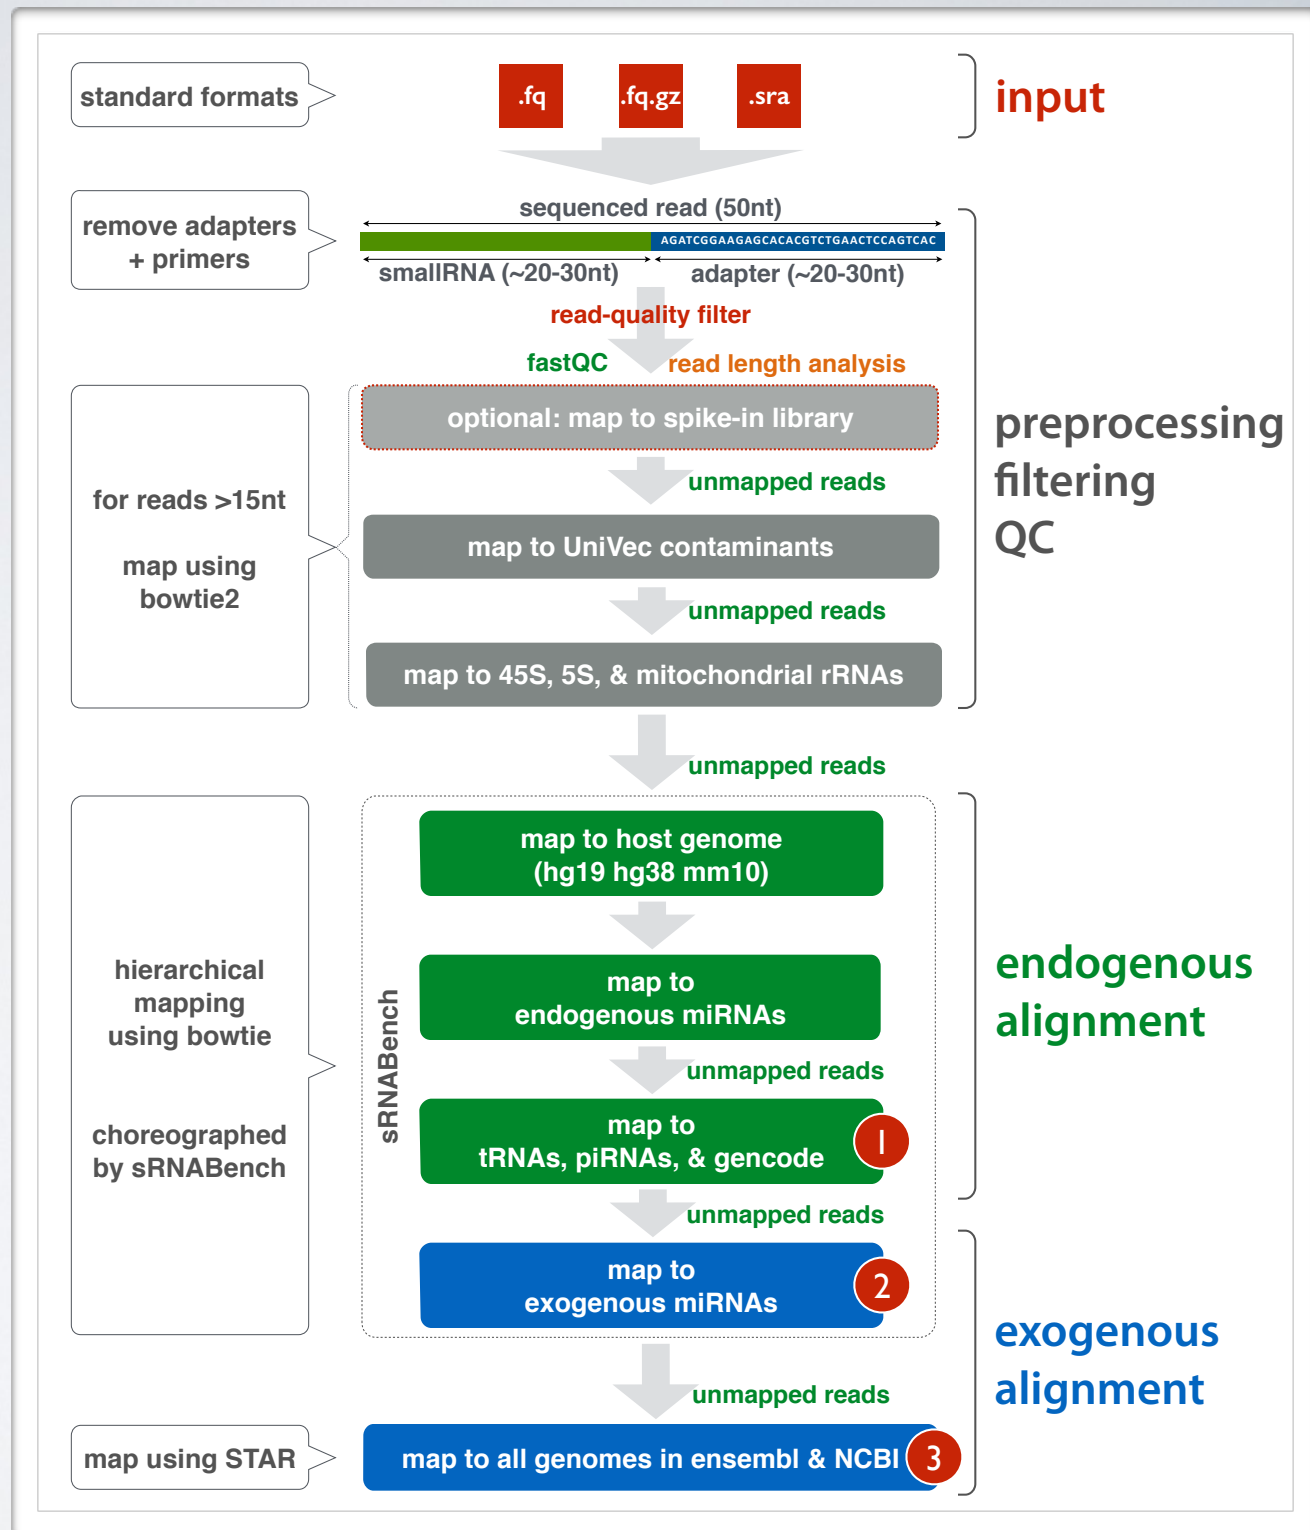 standard formats
.fq
.fq.gz
.sra
input
remove adapters
+ primers
sequenced read (50nt)
AGATCGGAAGAGCACACGTCTGAACTCCAGTCAC
smallRNA (~20-30nt)
adapter (~20-30nt)
read-quality filter
fastQC
read length analysis
preprocessing
filtering
QC
for reads >15nt
map using
bowtie2
optional: map to spike-in library
unmapped reads
map to UniVec contaminants
unmapped reads
map to 45S, 5S, & mitochondrial rRNAs
unmapped reads
hierarchical
mapping
using bowtie
choreographed
by sRNABench
sRNABench
map to host genome
(hg19 hg38 mm10)
map to
endogenous miRNAs
unmapped reads
map to
tRNAs, piRNAs, & gencode
1
endogenous
alignment
unmapped reads
map to
exogenous miRNAs
2
exogenous
alignment
unmapped reads
map using STAR
map to all genomes in ensembl & NCBI
3